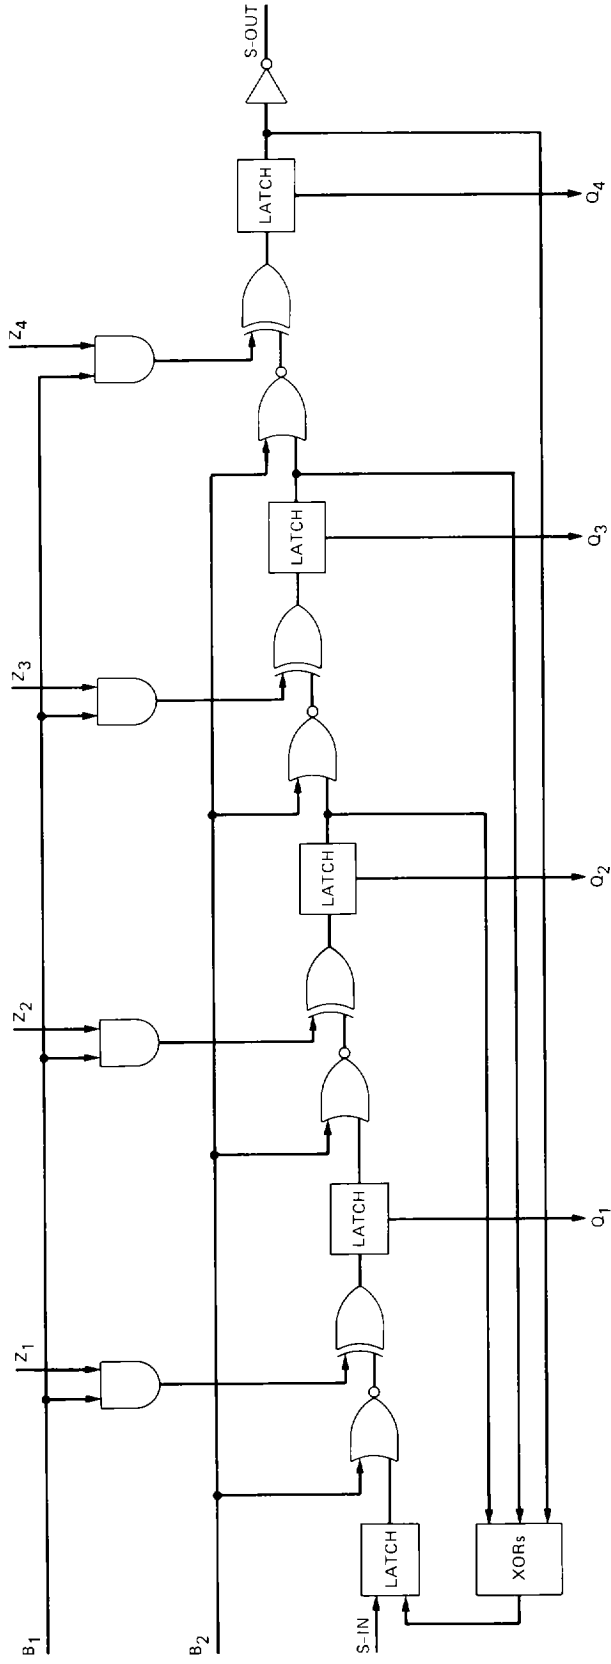 B1
B2
S-IN
LATCH
XORs
Z1
LATCH
Q1
Z2
LATCH
Q2
Z3
LATCH
Q3
Z4
LATCH
Q4
S-OUT